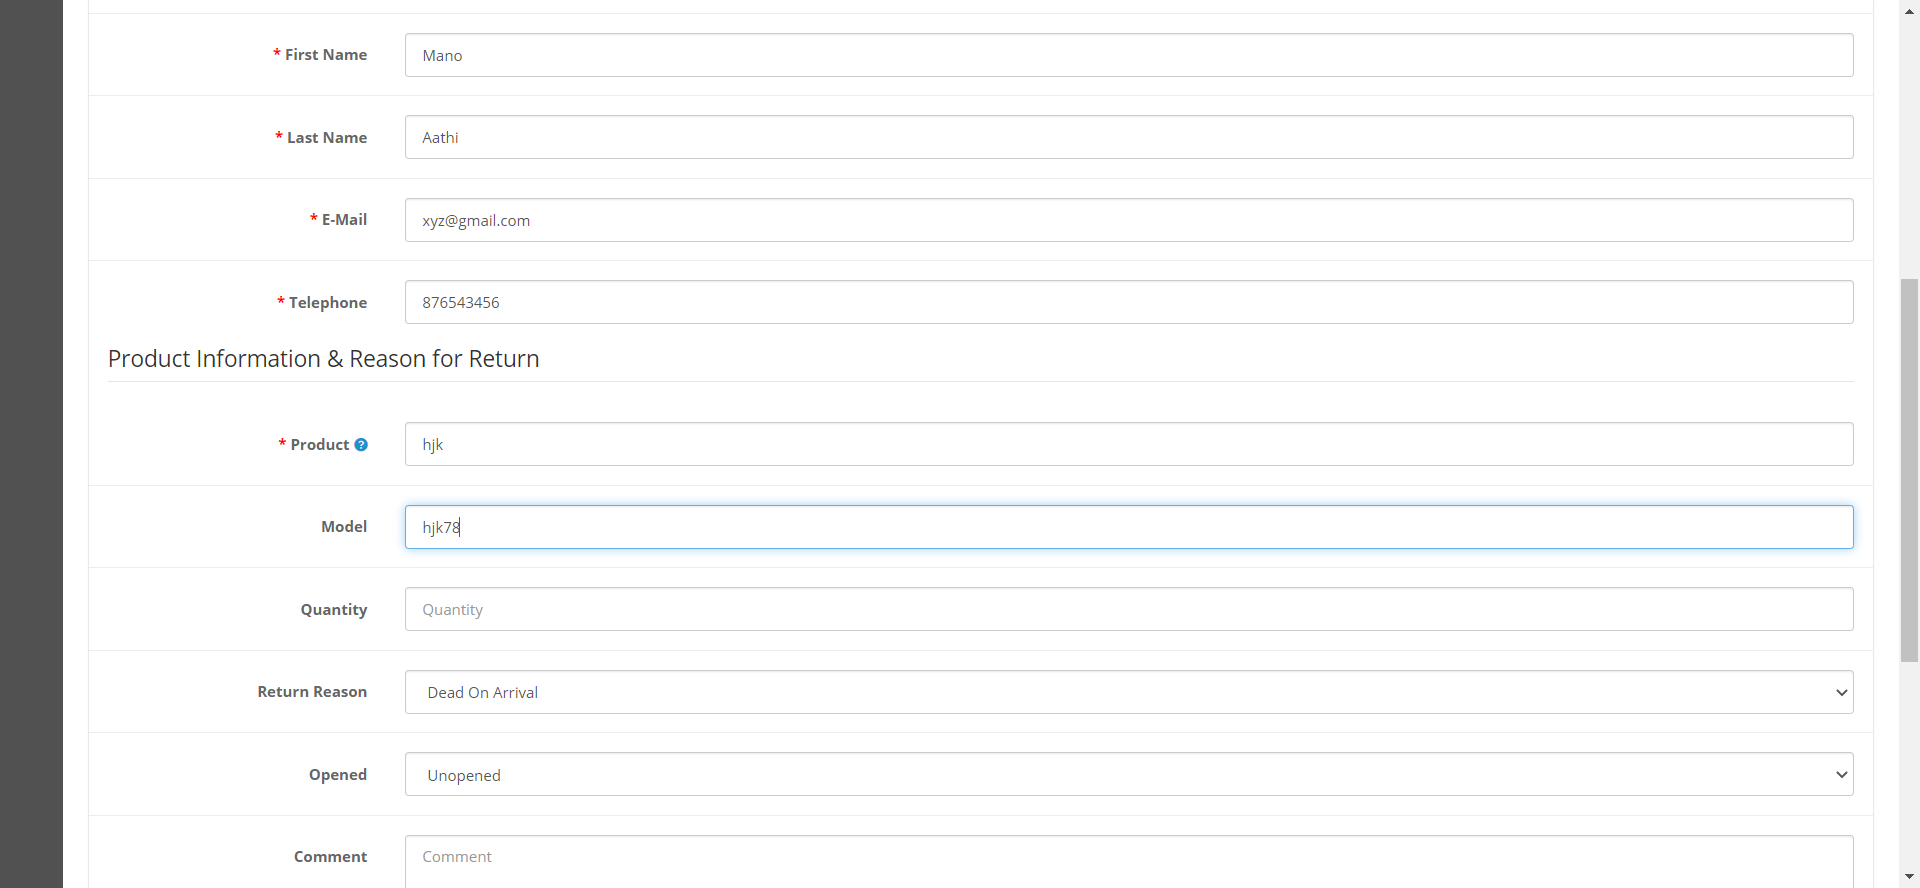 * First Name Mano
* Last Name Aathi
* E-Mail xyz@gmail.com
* Telephone 876543456
Product Information & Reason for Return
* Product ? hjk
Model hjk78
Quantity Quantity
Return Reason Dead On Arrival
Opened Unopened
Comment Comment